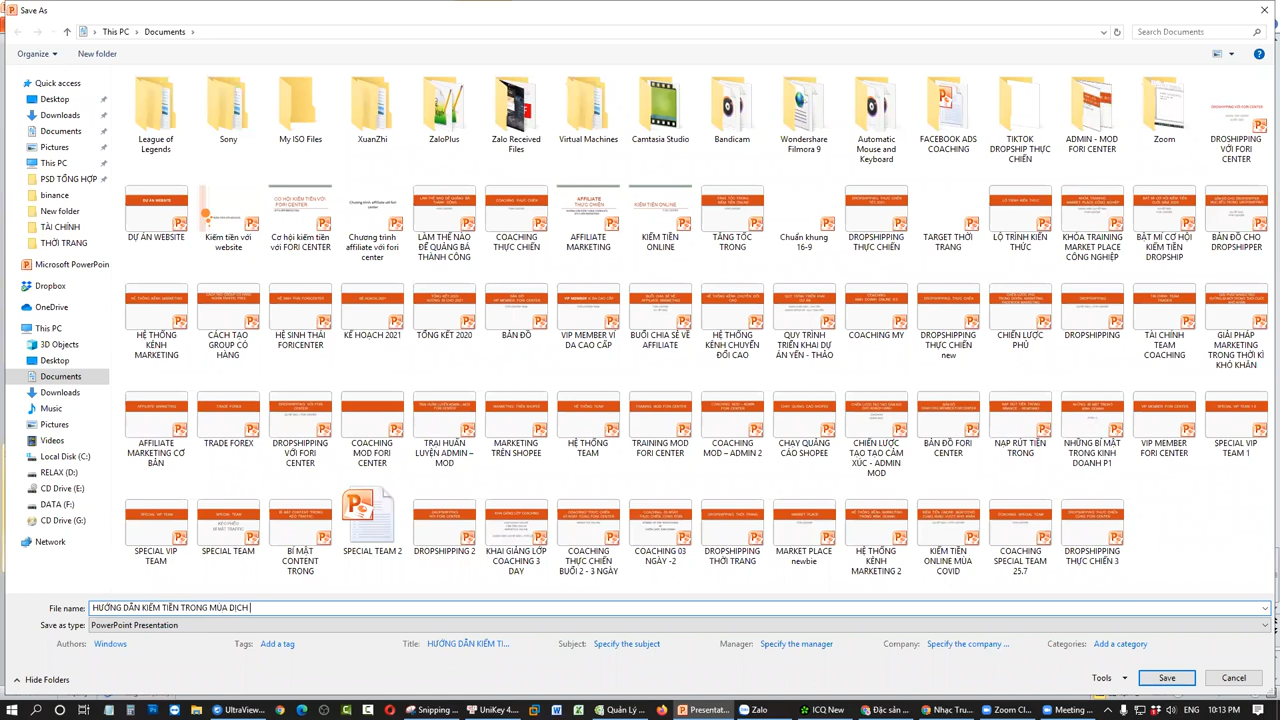 Save As
This PC > Documents >
Search Documents
Organize
New folder
Quick access
Desktop
Downloads
Documents
Pictures
This PC
PSD TỔNG HỢP
binance
New folder
TÀI CHÍNH
THỜI TRANG
Microsoft PowerPoin
Dropbox
OneDrive
This PC
3D Objects
Desktop
Documents
Downloads
Music
Pictures
Videos
Local Disk (C:)
RELAX (D:)
CD Drive (E:)
DATA (F:)
CD Drive (G:)
Network
League of Legends
Sony
My ISO Files
XuanZhi
ZaloPlus
Zalo Received Files
Virtual Machines
Camtasia Studio
Bandicam
Wondershare Filmora 9
Automatic Mouse and Keyboard
FACEBOOK ADS COACHING
TIKTOK DROPSHIP THỰC CHIẾN
ADMIN - MOD FORI CENTER
Zoom
DROSHIPPING VỚI FORI CENTER
DỰ ÁN WEBSITE
Kiếm tiền với website
Cơ hội kiếm tiền với FORI CENTER
Chương trình affiliate với fori center
LÀM THẾ NÀO ĐỂ QUẢNG BÁ THÀNH CÔNG
COACHING THỰC CHIẾN
AFFILIATE MARKETING
KIẾM TIỀN ONLINE
TĂNG TỐC TRONG
Chuẩn khung 16-9
DROPSHIPPING THỰC CHIẾN
TARGET THỜI TRANG
LỘ TRÌNH KIẾN THỨC
KHÓA TRAINING MARKET PLACE CÔNG NGHIỆP
BẬT MÍ CƠ HỘI KIẾM TIỀN DROPSHIP
BẢN ĐỒ CHO DROPSHIPPER
HỆ THỐNG KÊNH MARKETING
CÁCH TẠO GROUP CÓ HÀNG
HỆ SINH THÁI FORICENTER
KẾ HOẠCH 2021
TỔNG KẾT 2020
BẢN ĐỒ
VIP MEMBER VÍ DA CAO CẤP
BUỔI CHIA SẺ VỀ AFFILIATE
HỆ THỐNG KÊNH CHUYỂN ĐỔI CAO
QUY TRÌNH TRIỂN KHAI DỰ ÁN YẾN - THẢO
COACHING MY
DROPSHIPPING THỰC CHIẾN new
CHIẾN LƯỢC PHỦ
DROPSHIPPING
TÀI CHÍNH TEAM COACHING
GIẢI PHÁP MARKETING TRONG THỜI KÌ KHÓ KHĂN
AFFILIATE MARKETING CƠ BẢN
TRADE FOREX
DROPSHIPPING VỚI FORI CENTER
COACHING MOD FORI CENTER
TRẠI HUẤN LUYỆN ADMIN – MOD
MARKETING TRÊN SHOPEE
HỆ THỐNG TEAM
TRAINING MOD FORI CENTER
COACHING MOD – ADMIN 2
CHẠY QUẢNG CÁO SHOPEE
CHIẾN LƯỢC TẠO TẠO CẢM XÚC - ADMIN MOD
BẢN ĐỒ FORI CENTER
NẠP RÚT TIỀN TRONG
NHỮNG BÍ MẬT TRONG KINH DOANH P1
VIP MEMBER FORI CENTER
SPECIAL VIP TEAM 1
SPECIAL VIP TEAM
SPECIAL TEAM
BÍ MẬT CONTENT TRONG
SPECIAL TEAM 2
DROPSHIPPING 2
KHAI GIẢNG LỚP COACHING 3 DAY
COACHING THỰC CHIẾN BUỔI 2 - 3 NGÀY
COACHING 03 NGÀY -2
DROPSHIPPING THỜI TRANG
MARKET PLACE newbie
HỆ THỐNG KÊNH MARKETING 2
KIẾM TIỀN ONLINE MÙA COVID
COACHING SPECIAL TEAM 25.7
DROPSHIPPING THỰC CHIẾN 3
File name: HƯỚNG DẪN KIẾM TIỀN TRONG MÙA DỊCH
Save as type: PowerPoint Presentation
Authors: Windows
Tags: Add a tag
Title: HƯỚNG DẪN KIẾM TI...
Subject: Specify the subject
Manager: Specify the manager
Company: Specify the company ...
Categories: Add a category
Hide Folders
Tools
Save
Cancel
UltraView...
Snipping ...
UniKey 4....
Quản Lý ...
Presentat...
Zalo
ICQ New
Đặc sản ...
Nhạc Tru...
Zoom Cl...
Meeting ...
ENG
10:13 PM